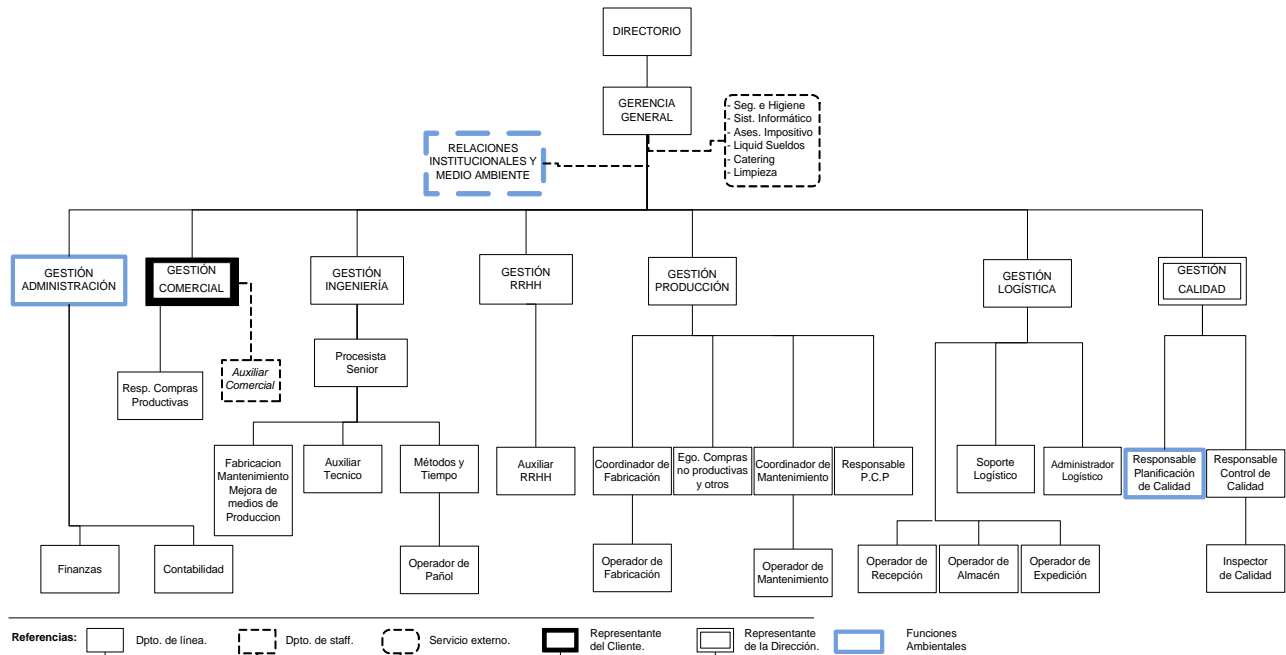 DIRECTORIO
GERENCIA
GENERAL
- Seg. e Higiene
- Sist. Informático
- Ases. Impositivo
- Liquid Sueldos
- Catering
- Limpieza
RELACIONES
INSTITUCIONALES Y
MEDIO AMBIENTE
GESTIÓN
ADMINISTRACIÓN
GESTIÓN
COMERCIAL
GESTIÓN
INGENIERÍA
GESTIÓN
RRHH
GESTIÓN
PRODUCCIÓN
GESTIÓN
LOGÍSTICA
GESTIÓN
CALIDAD
Resp. Compras
Productivas
Auxiliar
Comercial
Procesista
Senior
Fabricacion
Mantenimiento
Mejora de
medios de
Produccion
Auxiliar
Tecnico
Métodos y
Tiempo
Auxiliar
RRHH
Coordinador de
Fabricación
Ego. Compras
no productivas
y otros
Coordinador de
Mantenimiento
Responsable
P.C.P
Soporte
Logístico
Administrador
Logístico
Responsable
Planificación
de Calidad
Responsable
Control de
Calidad
Finanzas
Contabilidad
Operador de
Pañol
Operador de
Fabricación
Operador de
Mantenimiento
Operador de
Recepción
Operador de
Almacén
Operador de
Expedición
Inspector
de Calidad
Referencias:
Dpto. de línea.
Dpto. de staff.
Servicio externo.
Representante
del Cliente.
Representante
de la Dirección.
Funciones
Ambientales